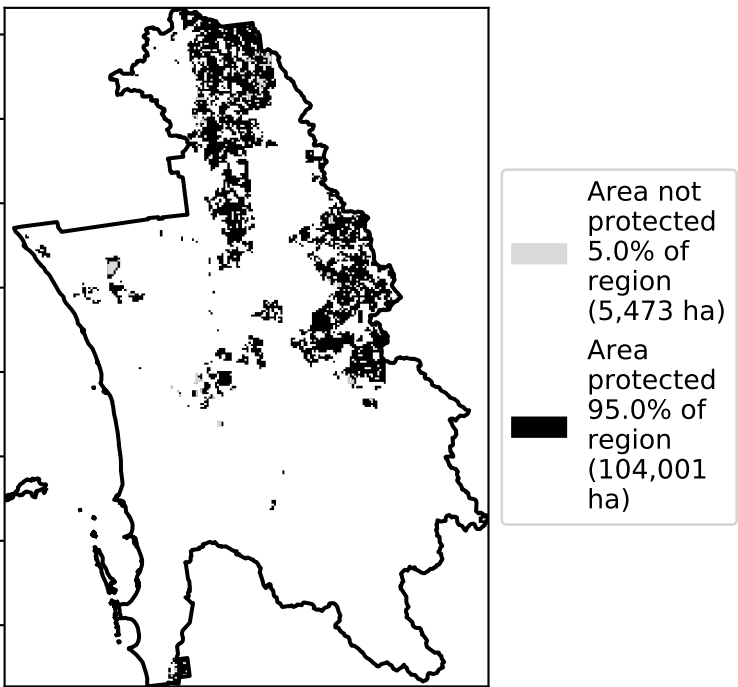 Area not
protected
5.0% of
region
(5,473 ha)
Area
protected
95.0% of
region
(104,001
ha)